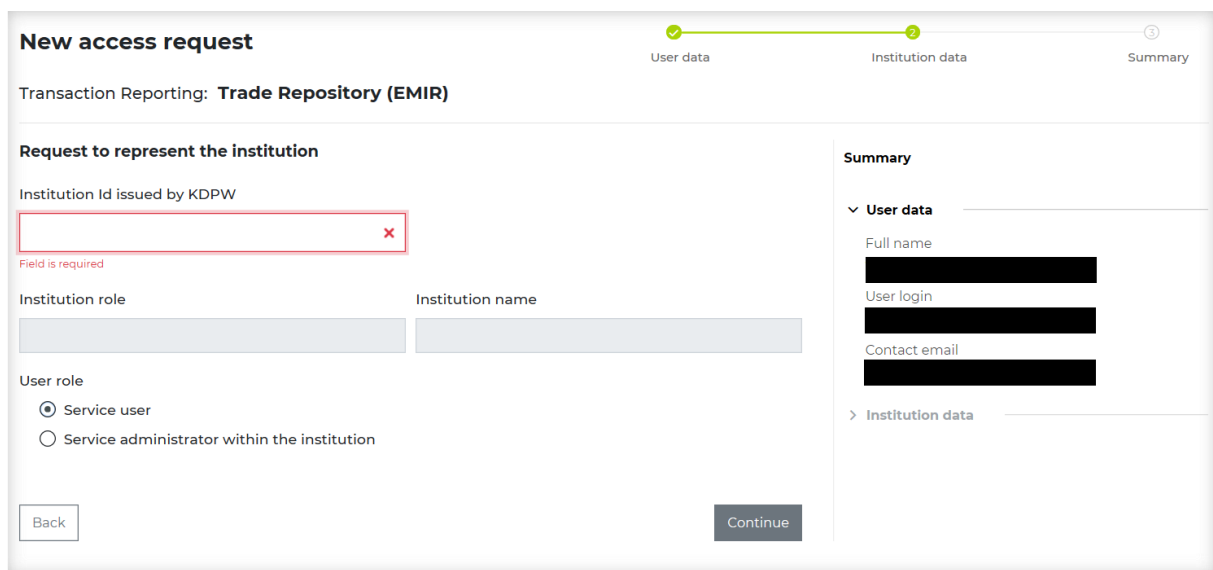 New access request
2
3
User data
Institution data
Summary
Transaction Reporting: Trade Repository (EMIR)
Request to represent the institution
Institution Id issued by KDPW
Field is required
Institution role
Institution name
User role
Service user
Service administrator within the institution
Back
Continue
Summary
User data
Full name
User login
Contact email
Institution data